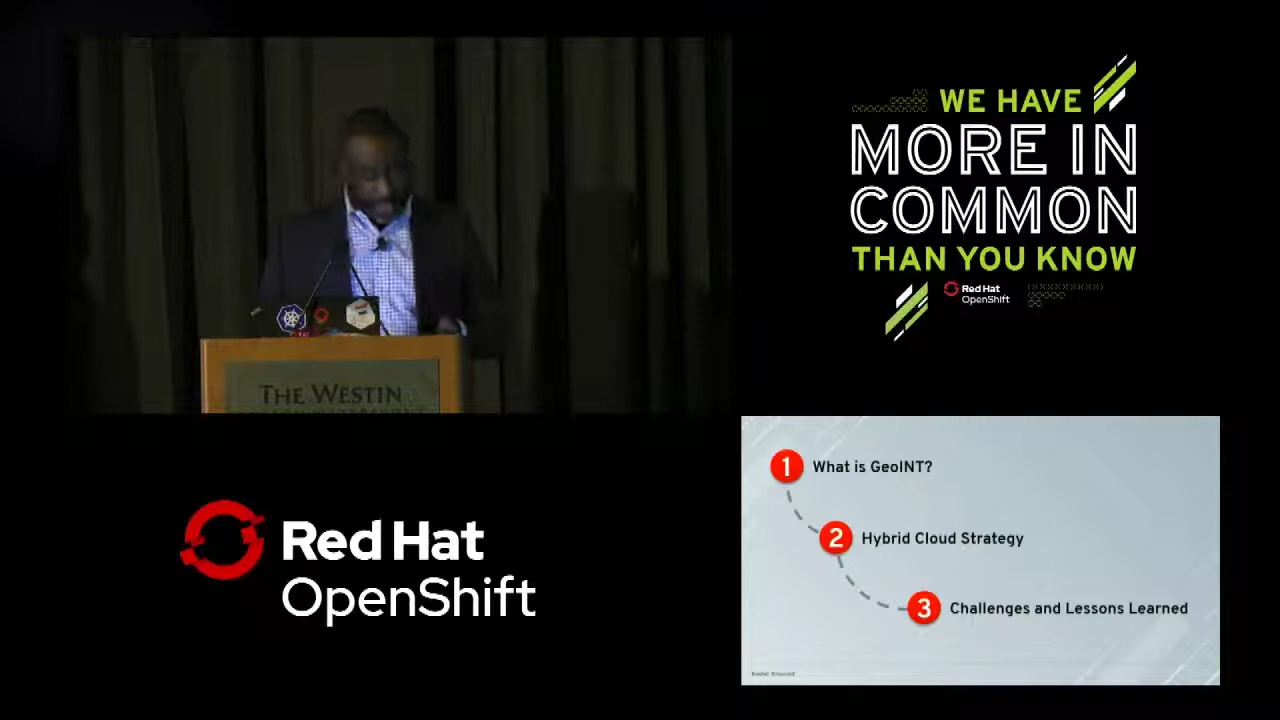 WE HAVE
MORE IN
COMMON
THAN YOU KNOW
Red Hat
OpenShift
THE WESTIN
Red Hat
OpenShift
1 What is GeoINT?
2 Hybrid Cloud Strategy
3 Challenges and Lessons Learned